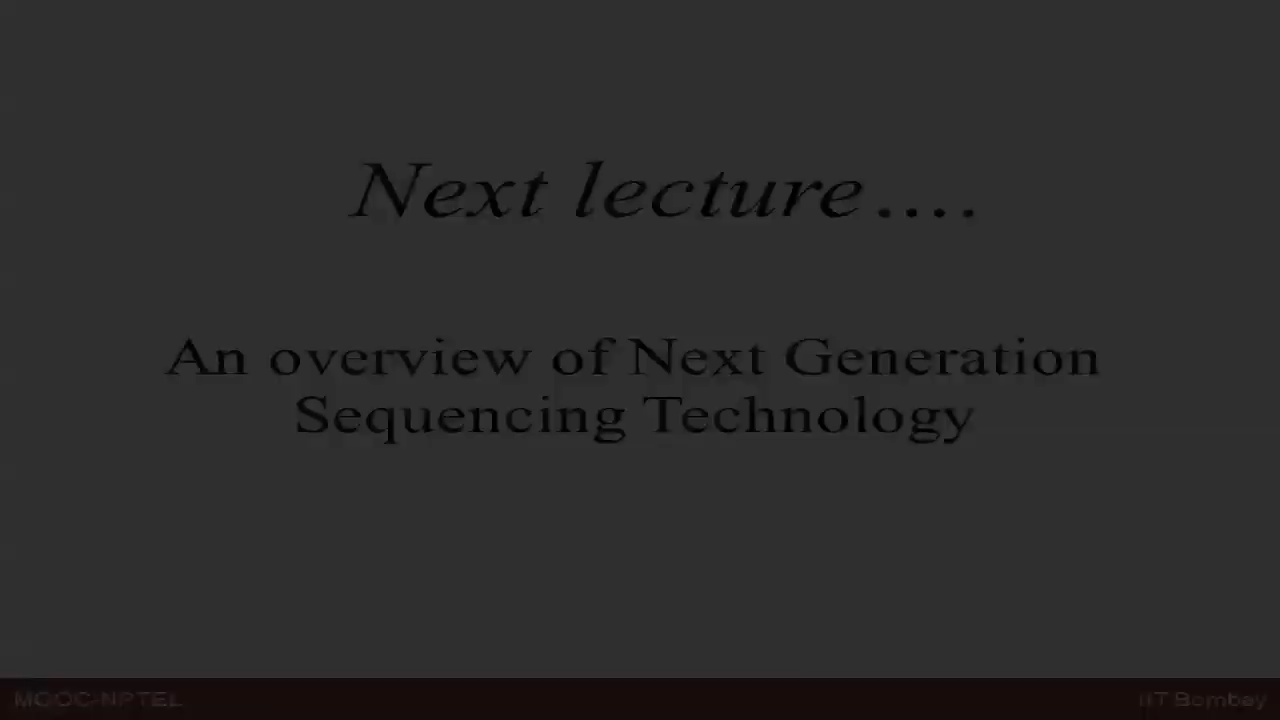 Next lecture....
An overview of Next Generation
Sequencing Technology
MOOC-NPTEL
IIT Bombay